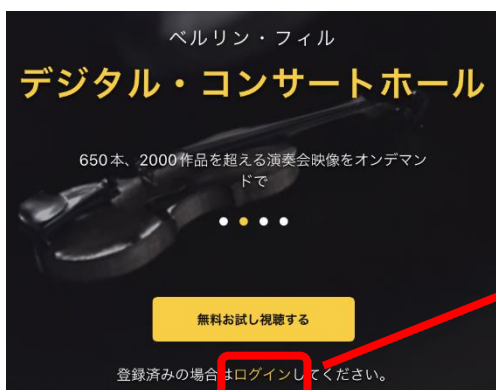 ベルリン・フィル
デジタル・コンサートホール
650本、2000作品を超える演奏会映像をオンデマン
ドで
無料お試し視聴する
登録済みの場合はログインしてください。